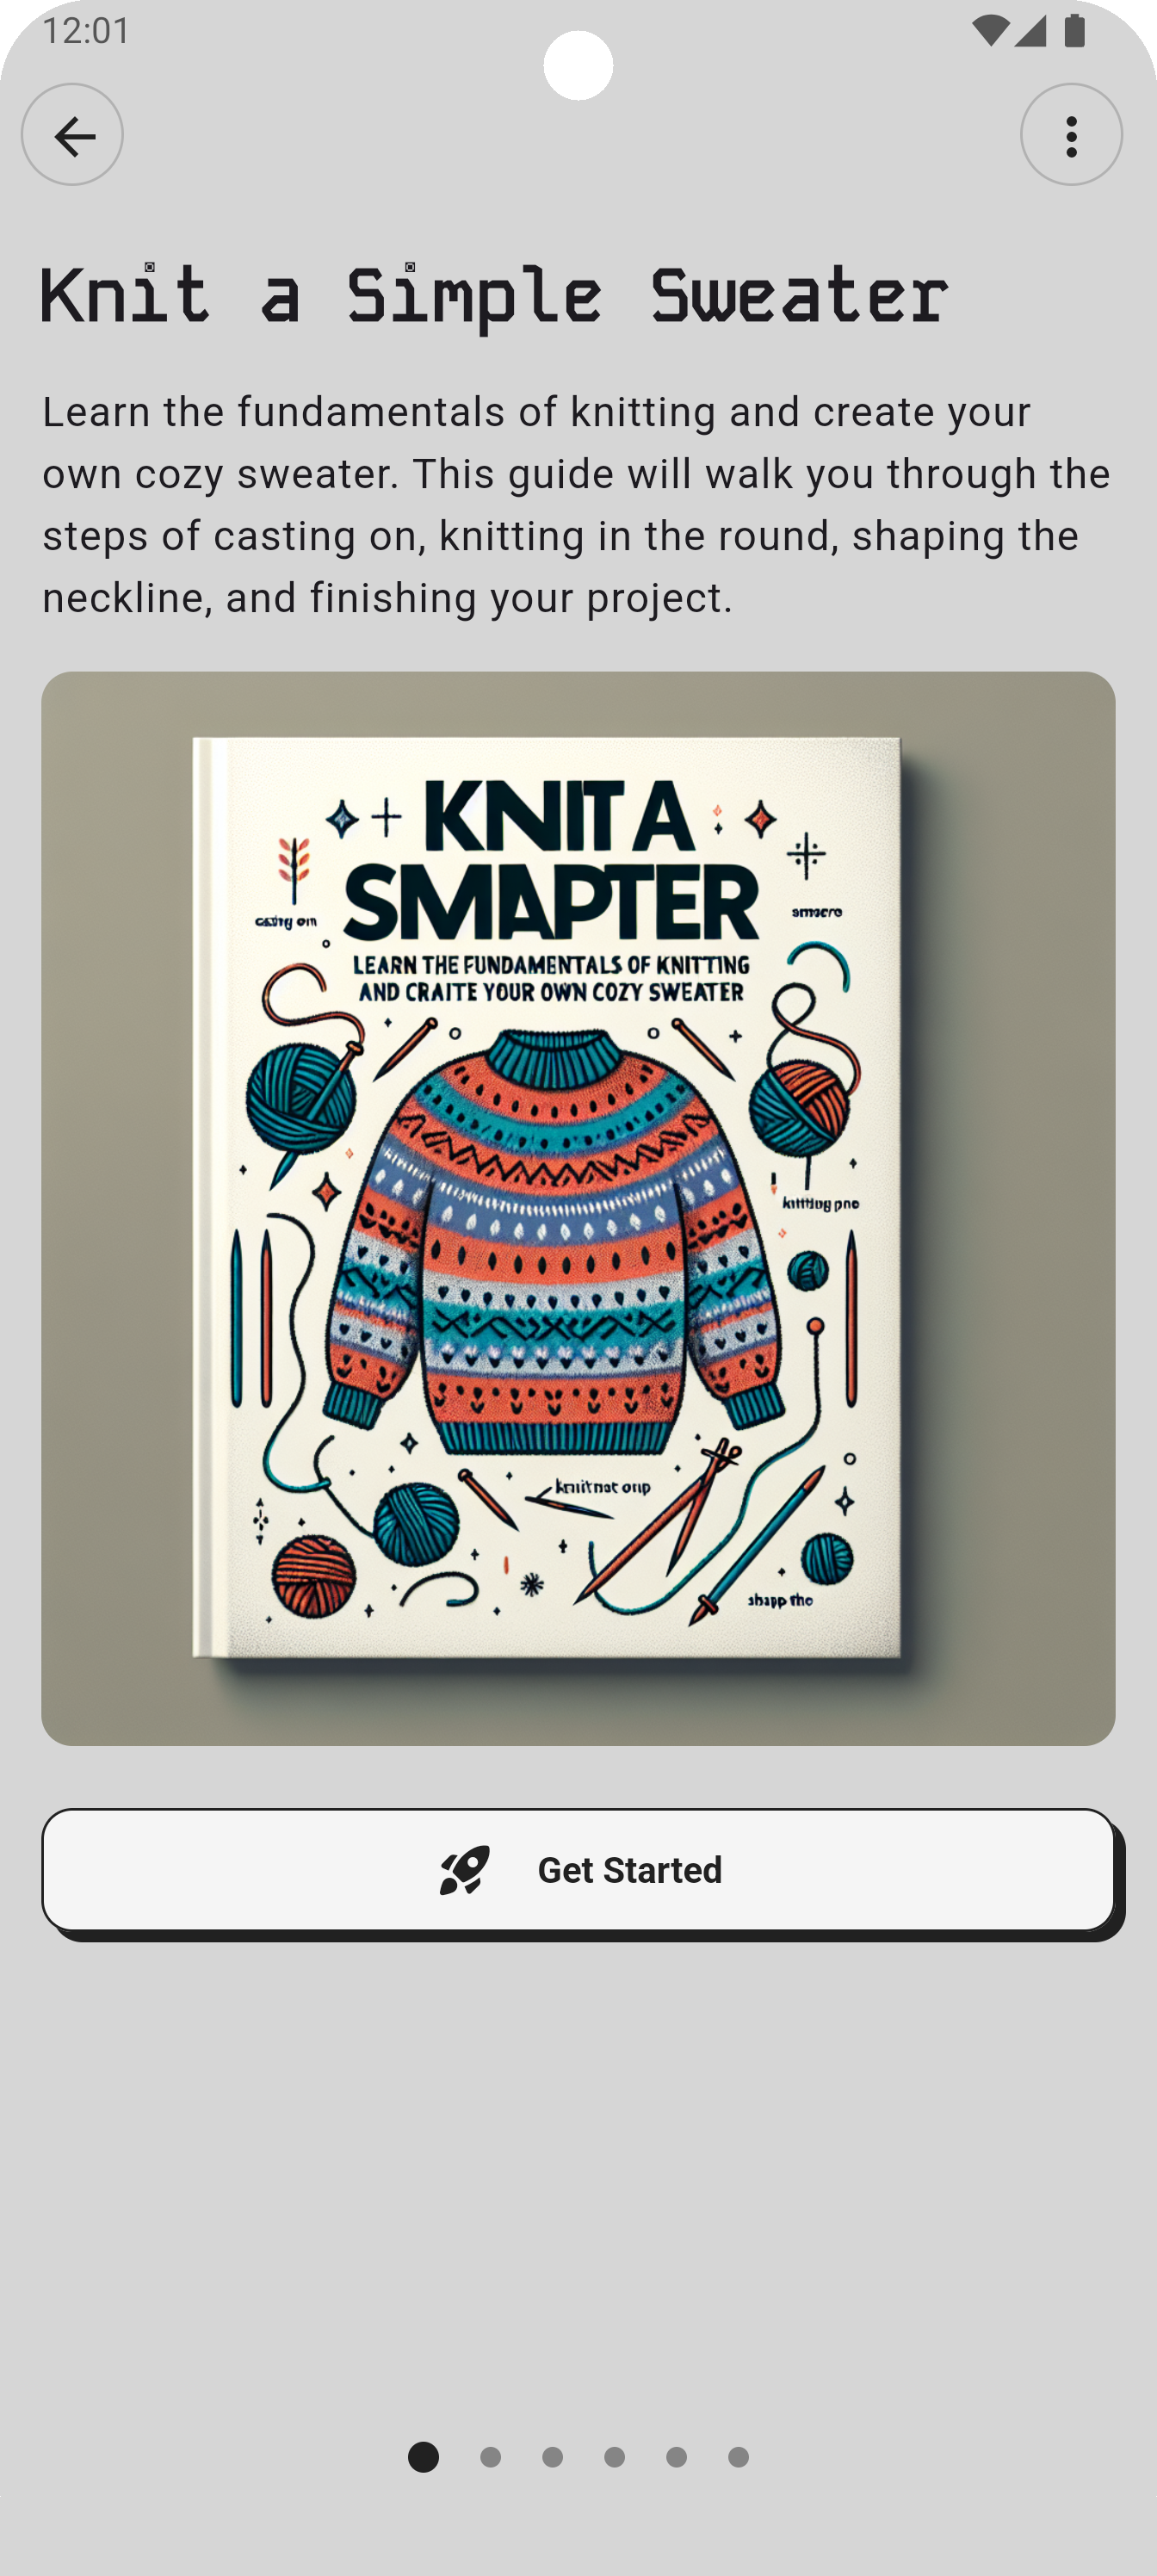 12:01
Knit a Simple Sweater
Learn the fundamentals of knitting and create your
own cozy sweater. This guide will walk you through the
steps of casting on, knitting in the round, shaping the
neckline, and finishing your project.
KNIT A
SMAPTER
LEARN THE FUNDAMENTALS OF KNITTING
AND CRAITE YOUR OWN COZY SWEATER
shapp tho
Get Started